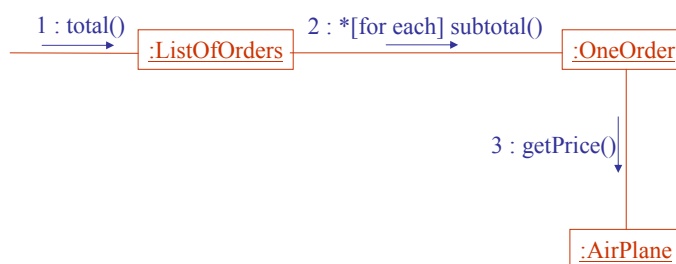 1 : total()
2 : *[for each] subtotal()
:ListOfOrders
:OneOrder
3 : getPrice()
:AirPlane